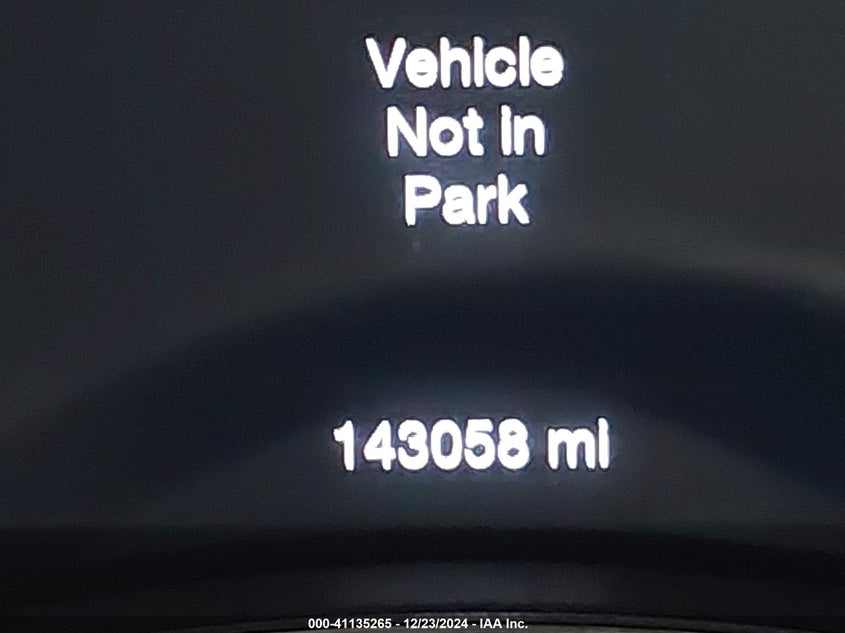 Vehicle
Not in
Park
143058 mi
000-41135265 - 12/23/2024 - IAA Inc.